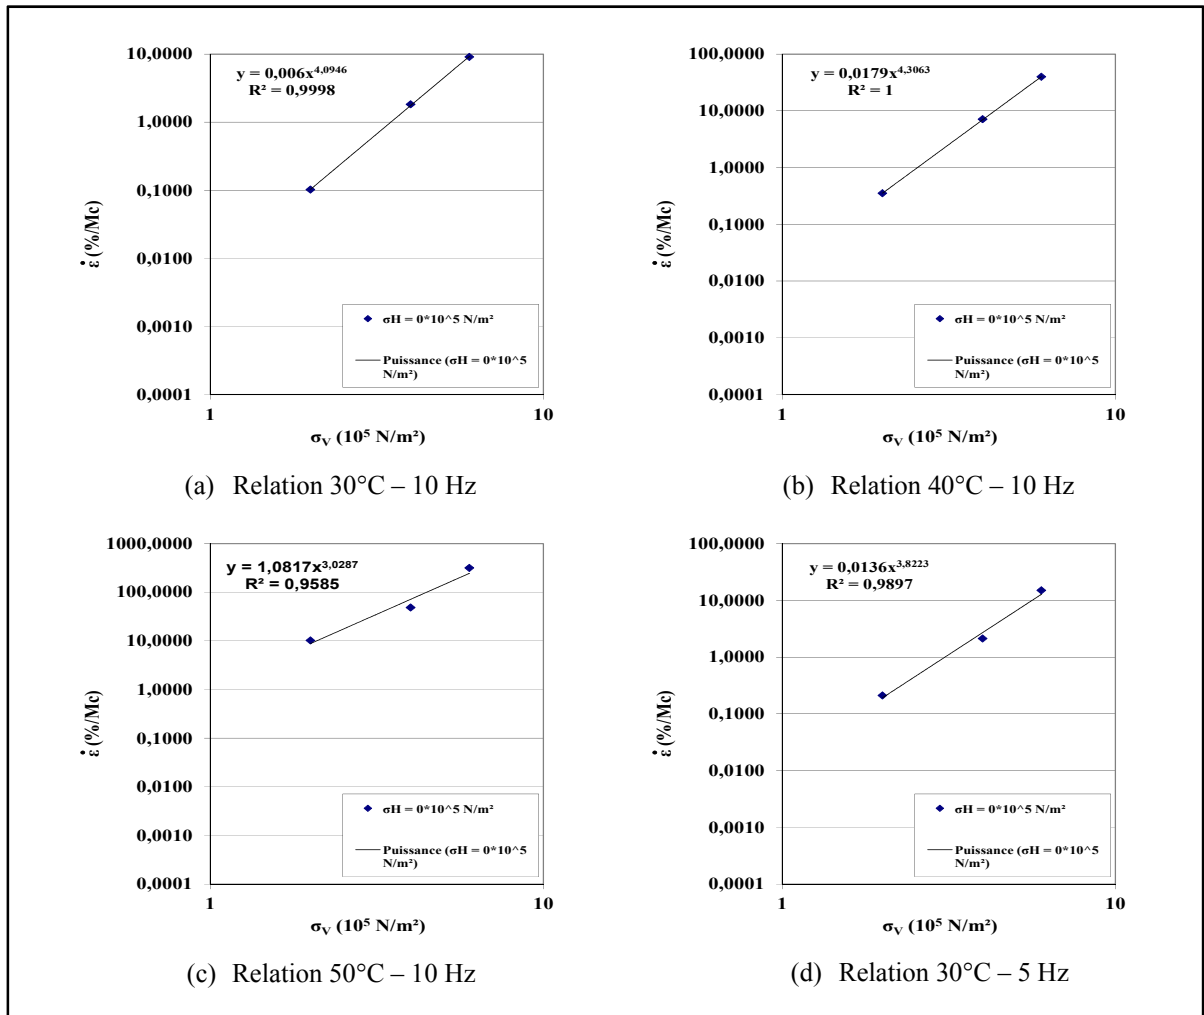 10,0000
1,0000
0,1000
0,0100
0,0010
0,0001
ε̇ (%/Mc)
y = 0,006x^4,0946
R² = 0,9998
σH = 0*10^5 N/m²
Puissance (σH = 0*10^5
N/m²)
1
10
σV (10⁵ N/m²)
(a) Relation 30°C – 10 Hz
100,0000
10,0000
1,0000
0,1000
0,0100
0,0010
0,0001
ε̇ (%/Mc)
y = 0,0179x^4,3063
R² = 1
σH = 0*10^5 N/m²
Puissance (σH = 0*10^5
N/m²)
1
10
σV (10⁵ N/m²)
(b) Relation 40°C – 10 Hz
1000,0000
100,0000
10,0000
1,0000
0,1000
0,0100
0,0010
0,0001
ε̇ (%/Mc)
y = 1,0817x^3,0287
R² = 0,9585
σH = 0*10^5 N/m²
Puissance (σH = 0*10^5
N/m²)
1
10
σV (10⁵ N/m²)
(c) Relation 50°C – 10 Hz
100,0000
10,0000
1,0000
0,1000
0,0100
0,0010
0,0001
ε̇ (%/Mc)
y = 0,0136x^3,8223
R² = 0,9897
σH = 0*10^5 N/m²
Puissance (σH = 0*10^5
N/m²)
1
10
σV (10⁵ N/m²)
(d) Relation 30°C – 5 Hz